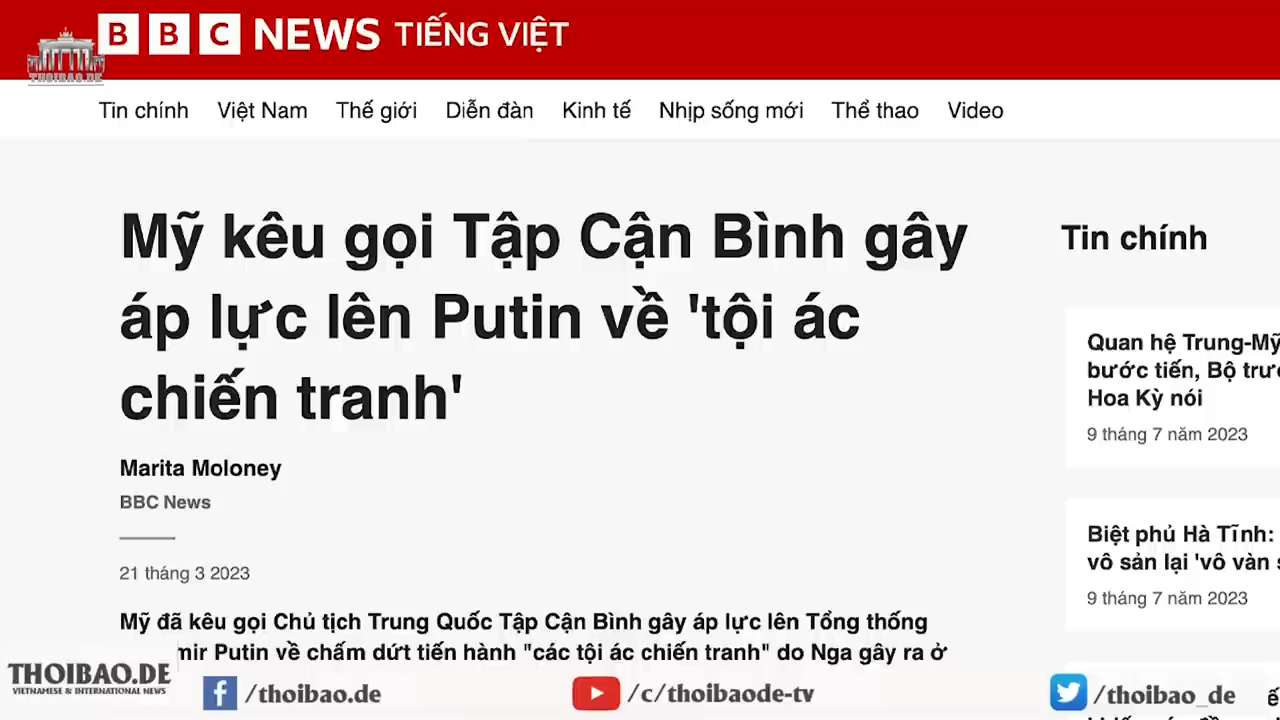 BBC NEWS TIẾNG VIỆT
THOIBAO.DE
Tin chính Việt Nam Thế giới Diễn đàn Kinh tế Nhịp sống mới Thể thao Video
Mỹ kêu gọi Tập Cận Bình gây
áp lực lên Putin về 'tội ác
chiến tranh'
Marita Moloney
BBC News
21 tháng 3 2023
Mỹ đã kêu gọi Chủ tịch Trung Quốc Tập Cận Bình gây áp lực lên Tổng thống
mir Putin về chấm dứt tiến hành "các tội ác chiến tranh" do Nga gây ra ở
Tin chính
Quan hệ Trung-Mỹ
bước tiến, Bộ trư
Hoa Kỳ nói
9 tháng 7 năm 2023
Biệt phủ Hà Tĩnh:
vô sản lại 'vô vàn
9 tháng 7 năm 2023
THOIBAO.DE
VIETNAMESE & INTERNATIONAL NEWS
/thoibao.de
/c/thoibaode-tv
/thoibao_de